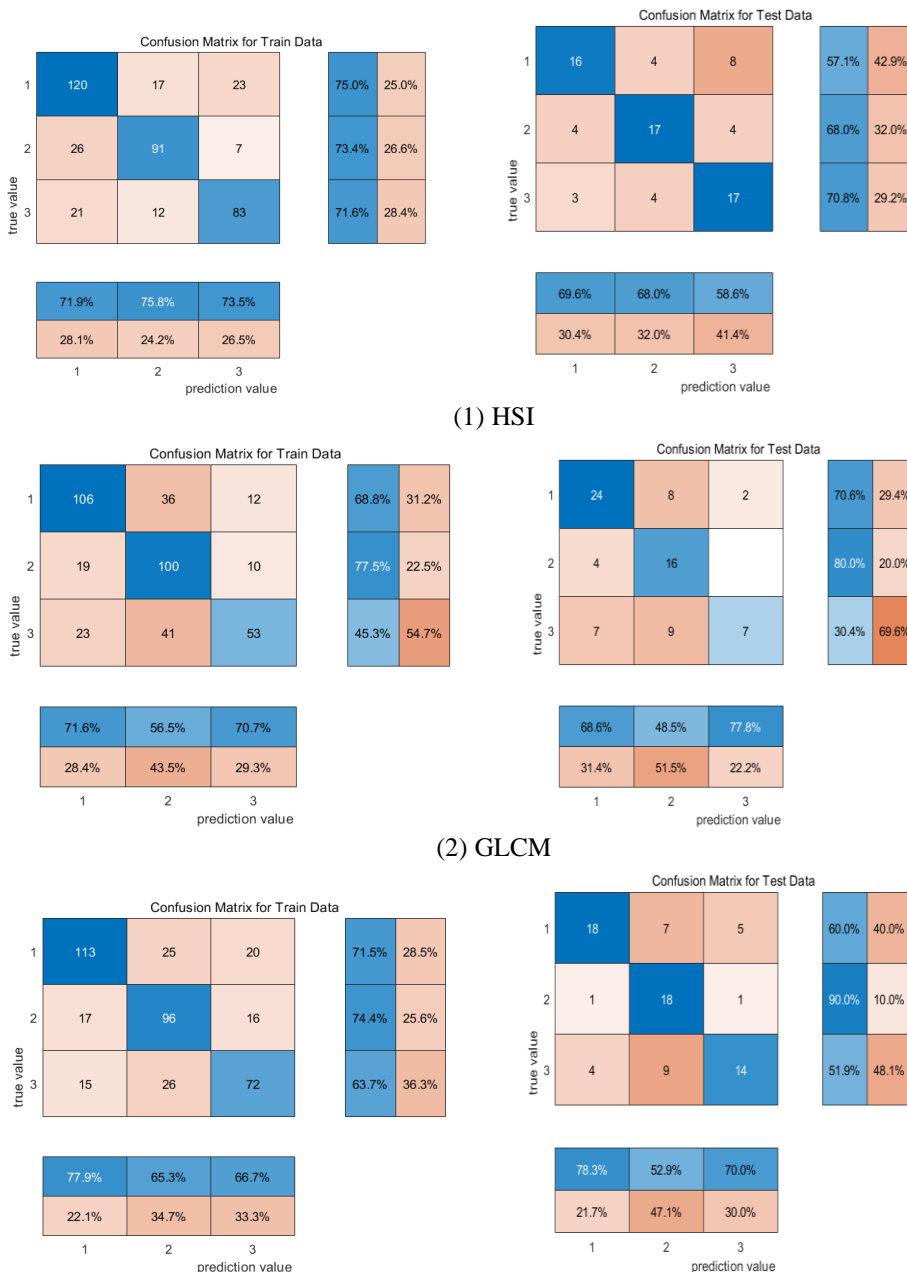 Confusion Matrix for Train Data
1 120 17 23 75.0% 25.0%
2 26 91 7 73.4% 26.6%
3 21 12 83 71.6% 28.4%
true value
71.9% 75.8% 73.5%
28.1% 24.2% 26.5%
1 2 3
prediction value
Confusion Matrix for Test Data
1 16 4 8 57.1% 42.9%
2 4 17 4 68.0% 32.0%
3 3 4 17 70.8% 29.2%
true value
69.6% 68.0% 58.6%
30.4% 32.0% 41.4%
1 2 3
prediction value
(1) HSI
Confusion Matrix for Train Data
1 106 36 12 68.8% 31.2%
2 19 100 10 77.5% 22.5%
3 23 41 53 45.3% 54.7%
true value
71.6% 56.5% 70.7%
28.4% 43.5% 29.3%
1 2 3
prediction value
Confusion Matrix for Test Data
1 24 8 2 70.6% 29.4%
2 4 16 80.0% 20.0%
3 7 9 7 30.4% 69.6%
true value
68.6% 48.5% 77.8%
31.4% 51.5% 22.2%
1 2 3
prediction value
(2) GLCM
Confusion Matrix for Train Data
1 113 25 20 71.5% 28.5%
2 17 96 16 74.4% 25.6%
3 15 26 72 63.7% 36.3%
true value
77.9% 65.3% 66.7%
22.1% 34.7% 33.3%
1 2 3
prediction value
Confusion Matrix for Test Data
1 18 7 5 60.0% 40.0%
2 1 18 1 90.0% 10.0%
3 4 9 14 51.9% 48.1%
true value
78.3% 52.9% 70.0%
21.7% 47.1% 30.0%
1 2 3
prediction value